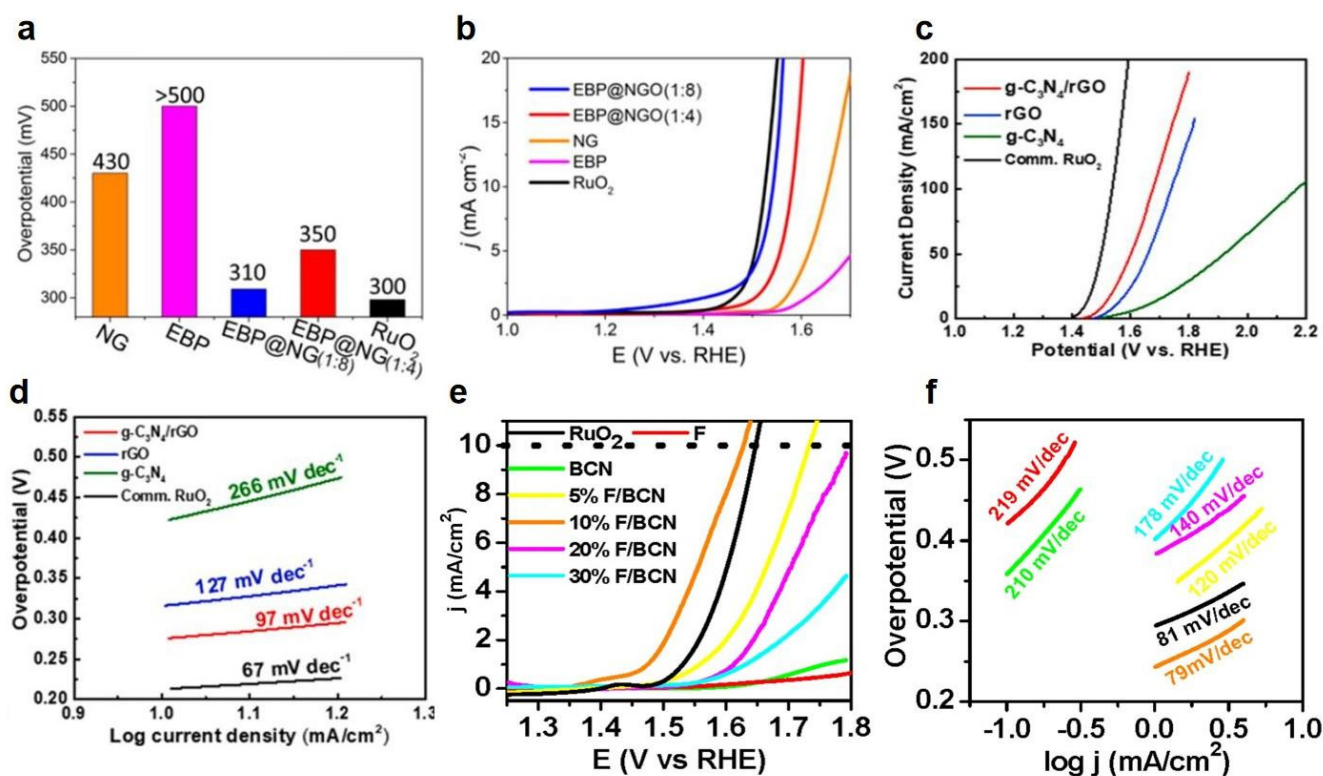 a
550
500
450
400
350
300
Overpotential (mV)
430
>500
310
350
300
NG
EBP
EBP@NG(1:8)
EBP@NG(1:4)
RuO₂
b
20
15
10
5
0
j (mA cm⁻²)
EBP@NGO(1:8)
EBP@NGO(1:4)
NG
EBP
RuO₂
1.0
1.2
1.4
1.6
E (V vs. RHE)
c
200
150
100
50
0
Current Density (mA/cm²)
g-C₃N₄/rGO
rGO
g-C₃N₄
Comm. RuO₂
1.0
1.2
1.4
1.6
1.8
2.0
2.2
Potential (V vs. RHE)
d
0.55
0.50
0.45
0.40
0.35
0.30
0.25
0.20
Overpotential (V)
g-C₃N₄/rGO
rGO
g-C₃N₄
Comm. RuO₂
266 mV dec⁻¹
127 mV dec⁻¹
97 mV dec⁻¹
67 mV dec⁻¹
0.9
1.0
1.1
1.2
1.3
Log current density (mA/cm²)
e
10
8
6
4
2
0
j (mA/cm²)
RuO₂
F
BCN
5% F/BCN
10% F/BCN
20% F/BCN
30% F/BCN
1.3
1.4
1.5
1.6
1.7
1.8
E (V vs RHE)
f
0.5
0.4
0.3
0.2
Overpotential (V)
219 mV/dec
210 mV/dec
178 mV/dec
140 mV/dec
120 mV/dec
81 mV/dec
79mV/dec
-1.0
-0.5
0.0
0.5
1.0
log j (mA/cm²)